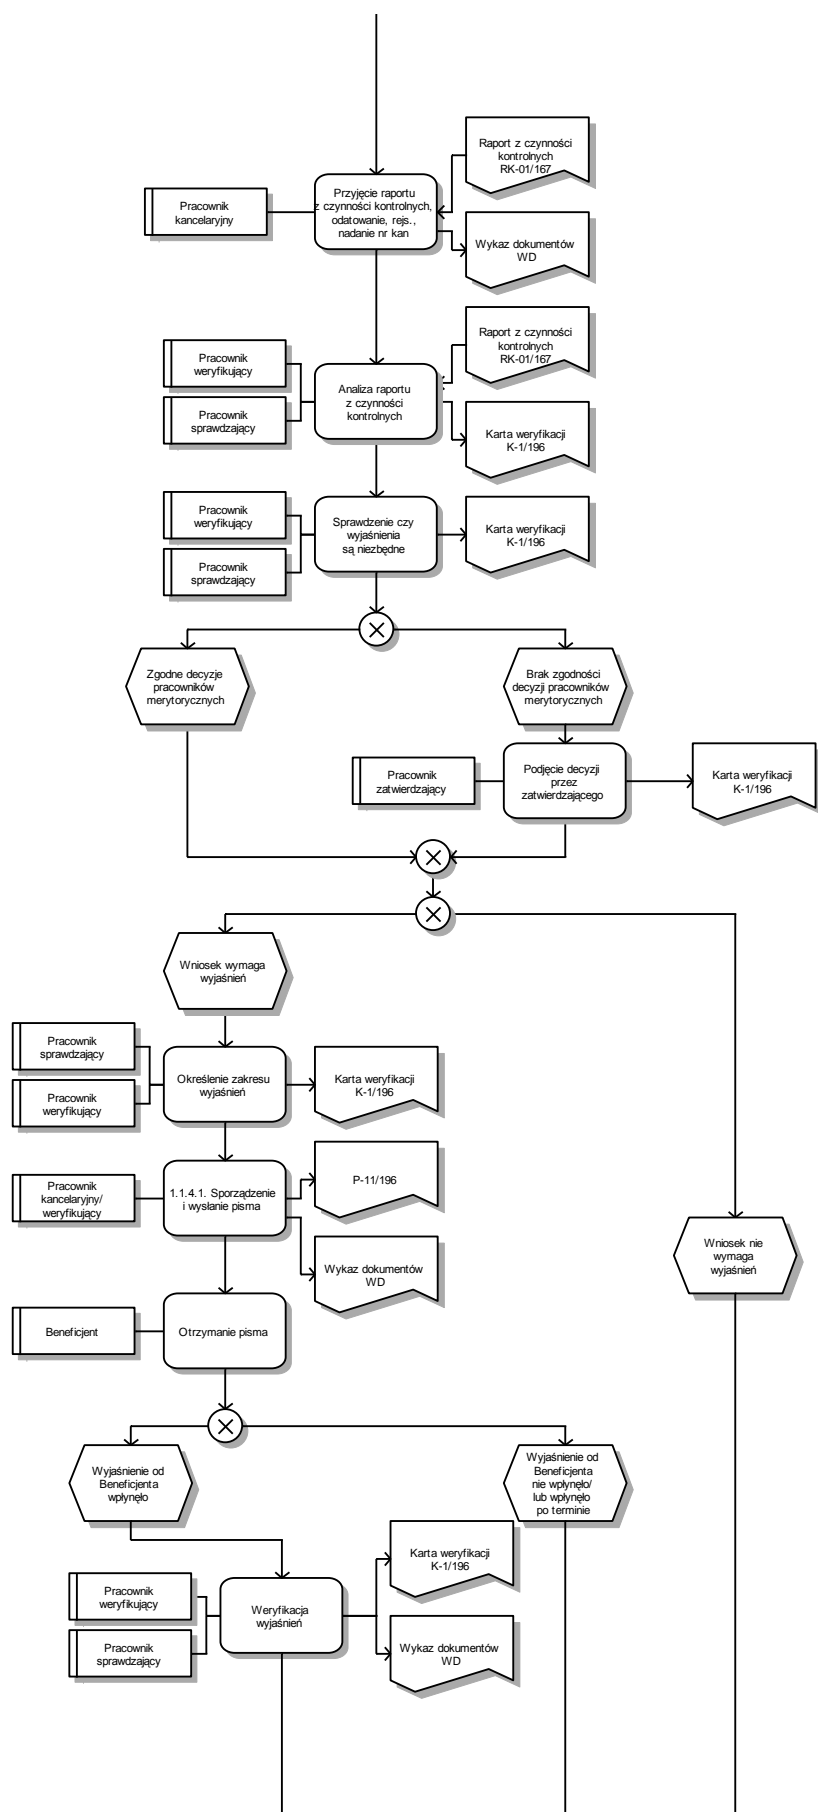 Raport z czynności
kontrolnych
RK-01/167
Pracownik
kancelaryjny
Przyjęcie raportu
z czynności kontrolnych,
odatowanie, rejs.,
nadanie nr kan
Wykaz dokumentów
WD
Raport z czynności
kontrolnych
RK-01/167
Pracownik
weryfikujący
Analiza raportu
z czynności
kontrolnych
Pracownik
sprawdzający
Karta weryfikacji
K-1/196
Pracownik
weryfikujący
Sprawdzenie czy
wyjaśnienia
są niezbędne
Karta weryfikacji
K-1/196
Pracownik
sprawdzający
Zgodne decyzje
pracowników
merytorycznych
Brak zgodności
decyzji pracowników
merytorycznych
Pracownik
zatwierdzający
Podjęcie decyzji
przez
zatwierdzającego
Karta weryfikacji
K-1/196
Wniosek wymaga
wyjaśnień
Pracownik
sprawdzający
Określenie zakresu
wyjaśnień
Karta weryfikacji
K-1/196
Pracownik
weryfikujący
Pracownik
kancelaryjny/
weryfikujący
1.1.4.1. Sporządzenie
i wysłanie pisma
P-11/196
Wykaz dokumentów
WD
Wniosek nie
wymaga
wyjaśnień
Beneficjent
Otrzymanie pisma
Wyjaśnienie od
Beneficjenta
wpłynęło
Wyjaśnienie od
Beneficjenta
nie wpłynęło/
lub wpłynęło
po terminie
Karta weryfikacji
K-1/196
Pracownik
weryfikujący
Weryfikacja
wyjaśnień
Pracownik
sprawdzający
Wykaz dokumentów
WD